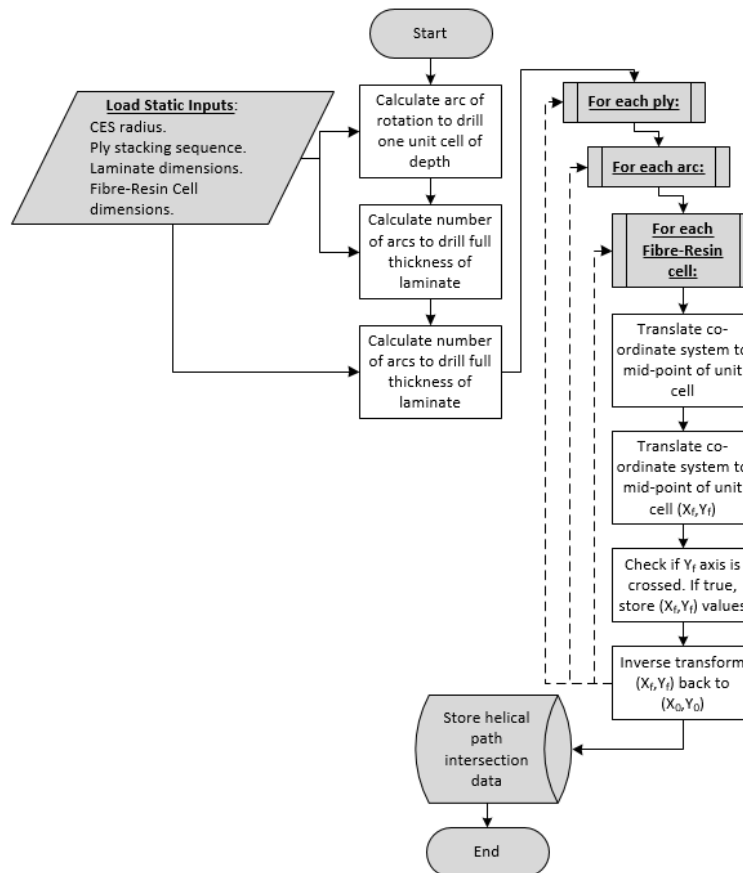 Start
Load Static Inputs:
CES radius.
Ply stacking sequence.
Laminate dimensions.
Fibre-Resin Cell
dimensions.
Calculate arc of
rotation to drill
one unit cell of
depth
Calculate number
of arcs to drill full
thickness of
laminate
Calculate number
of arcs to drill full
thickness of
laminate
For each ply:
For each arc:
For each
Fibre-Resin
cell:
Translate co-
ordinate system to
mid-point of unit
cell
Translate co-
ordinate system to
mid-point of unit
cell (Xf,Yf)
Check if Yf axis is
crossed. If true,
store (Xf,Yf) values
Inverse transform
(Xf,Yf) back to
(X0,Y0)
Store helical
path
intersection
data
End